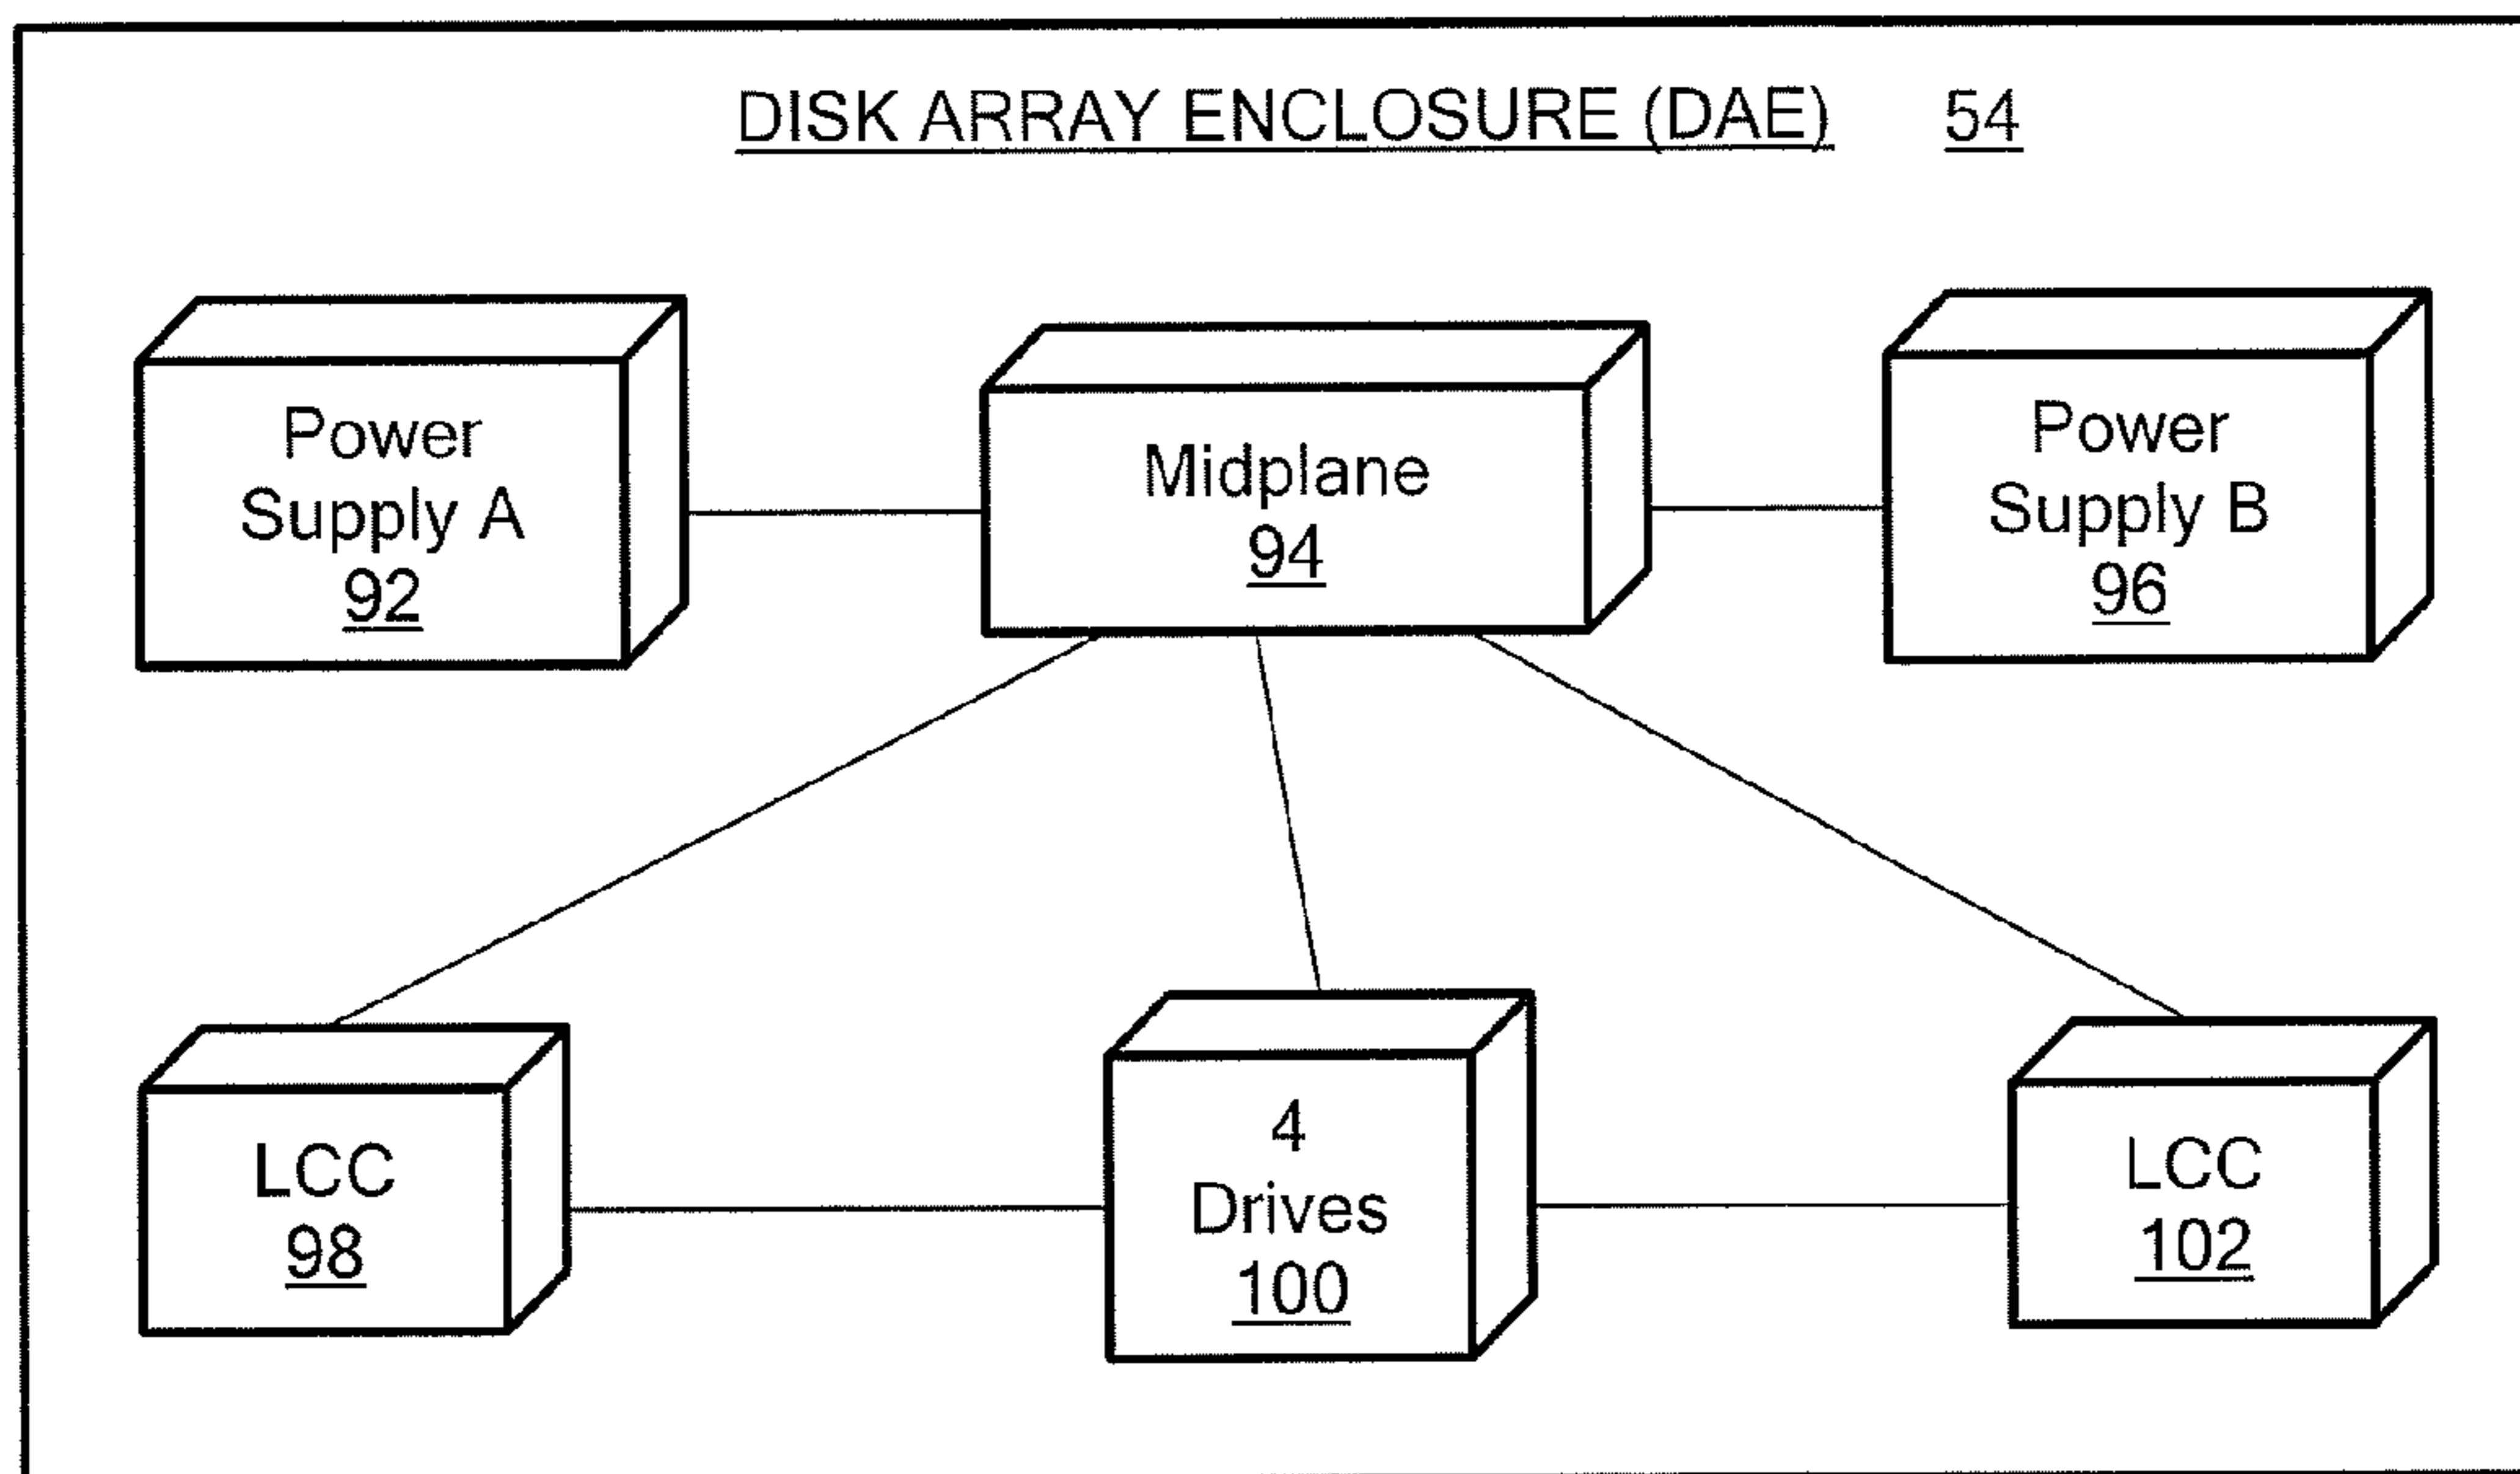 DISK ARRAY ENCLOSURE (DAE) 54
Power
Supply A
92
Midplane
94
Power
Supply B
96
LCC
98
4
Drives
100
LCC
102